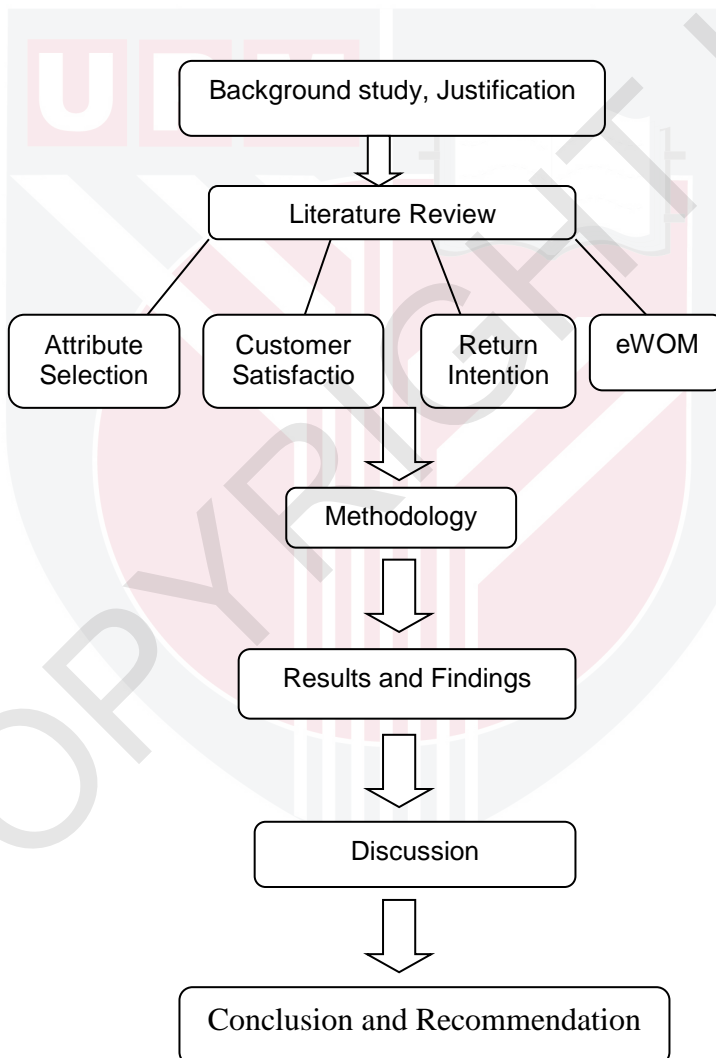 UPM
Background study, Justification
Literature Review
Attribute
Selection
Customer
Satisfactio
Return
Intention
eWOM
Methodology
Results and Findings
Discussion
Conclusion and Recommendation